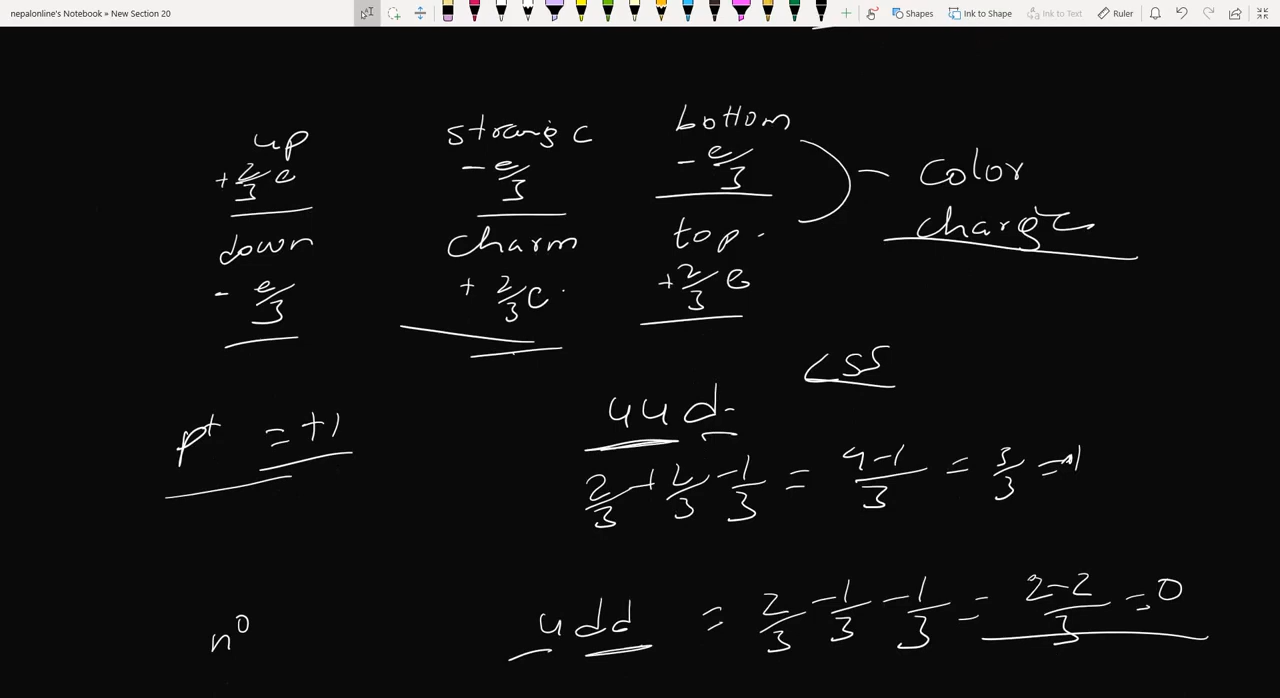 nepalonline's Notebook » New Section 20
Shapes Ink to Shape Ink to Text Ruler
up strange bottom
+2/3 e -e/3 -e/3 color
charge
down charm top
-e/3 +2/3 e +2/3 e
uud
p+ = +1
2/3 + 2/3 - 1/3 = 4-1/3 = 3/3 = +1
n0 udd = 2/3 - 1/3 - 1/3 = 2-2/3 = 0